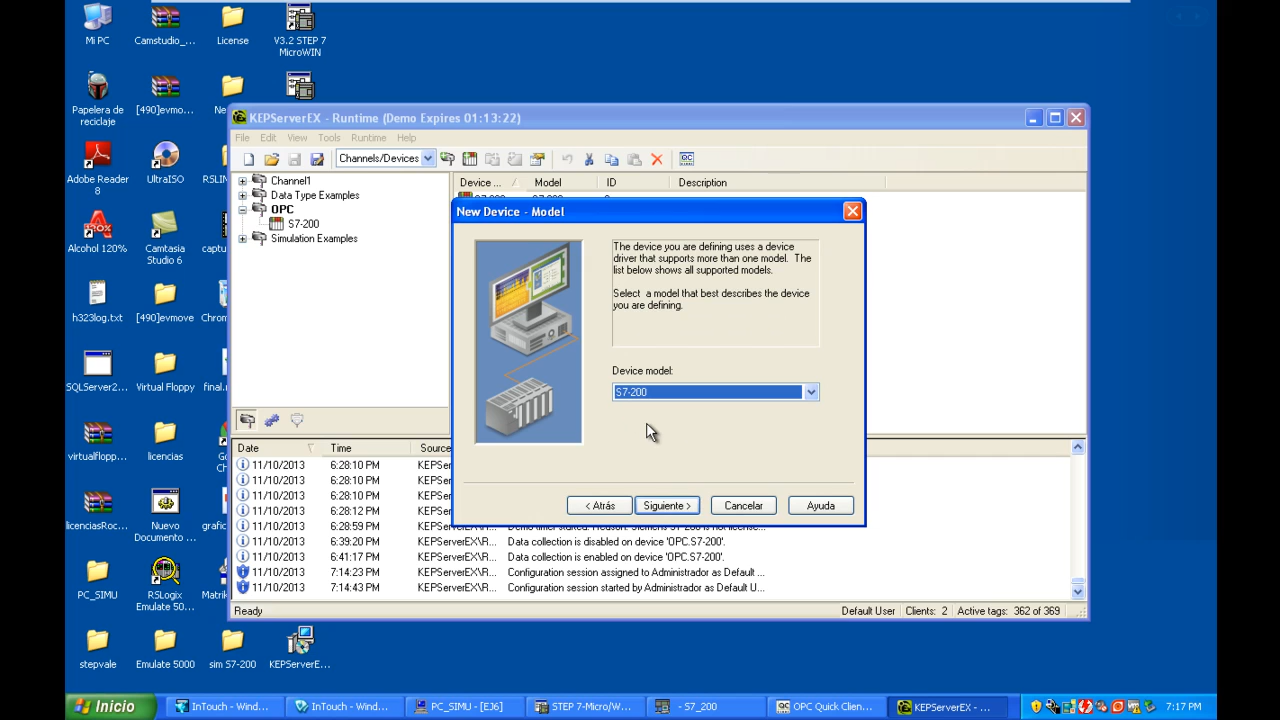 Mi PC
Camstudio_...
License
V3.2 STEP 7
MicroWIN
Papelera de
reciclaje
[490]evmo...
Adobe Reader
8
UltraISO
Alcohol 120%
Camtasia
Studio 6
h323log.txt
[490]evmove
SQLServer2...
Virtual Floppy
final.
virtualflopp...
licencias
licenciasRoc...
Nuevo
Documento ...
PC_SIMU
RSLogix
Emulate 50...
stepvale
Emulate 5000
sim S7-200
KEPServerE...
KEPServerEX - Runtime (Demo Expires 01:13:22)
File Edit View Tools Runtime Help
Channels/Devices
QC
Channel1
Data Type Examples
OPC
S7-200
Simulation Examples
Device ... Model ID Description
New Device - Model
The device you are defining uses a device
driver that supports more than one model. The
list below shows all supported models.
Select a model that best describes the device
you are defining.
Device model:
S7-200
< Atrás Siguiente > Cancelar Ayuda
Date Time Source
11/10/2013 6:28:10 PM KEPSer
11/10/2013 6:28:10 PM KEPSer
11/10/2013 6:28:10 PM KEPSer
11/10/2013 6:28:12 PM KEPSer
11/10/2013 6:28:59 PM
11/10/2013 6:39:20 PM KEPServerEX\R... Data collection is disabled on device 'OPC.S7-200'.
11/10/2013 6:41:17 PM KEPServerEX\R... Data collection is enabled on device 'OPC.S7-200'.
11/10/2013 7:14:23 PM KEPServerEX\R... Configuration session assigned to Administrador as Default ...
11/10/2013 7:14:43 PM KEPServerEX\R... Configuration session started by Administrador as Default U...
Ready Default User Clients: 2 Active tags: 362 of 369
Inicio InTouch - Wind... InTouch - Wind... PC_SIMU - [EJ6] STEP 7-Micro/W... - S7_200 OPC Quick Clien... KEPServerEX - ... 7:17 PM